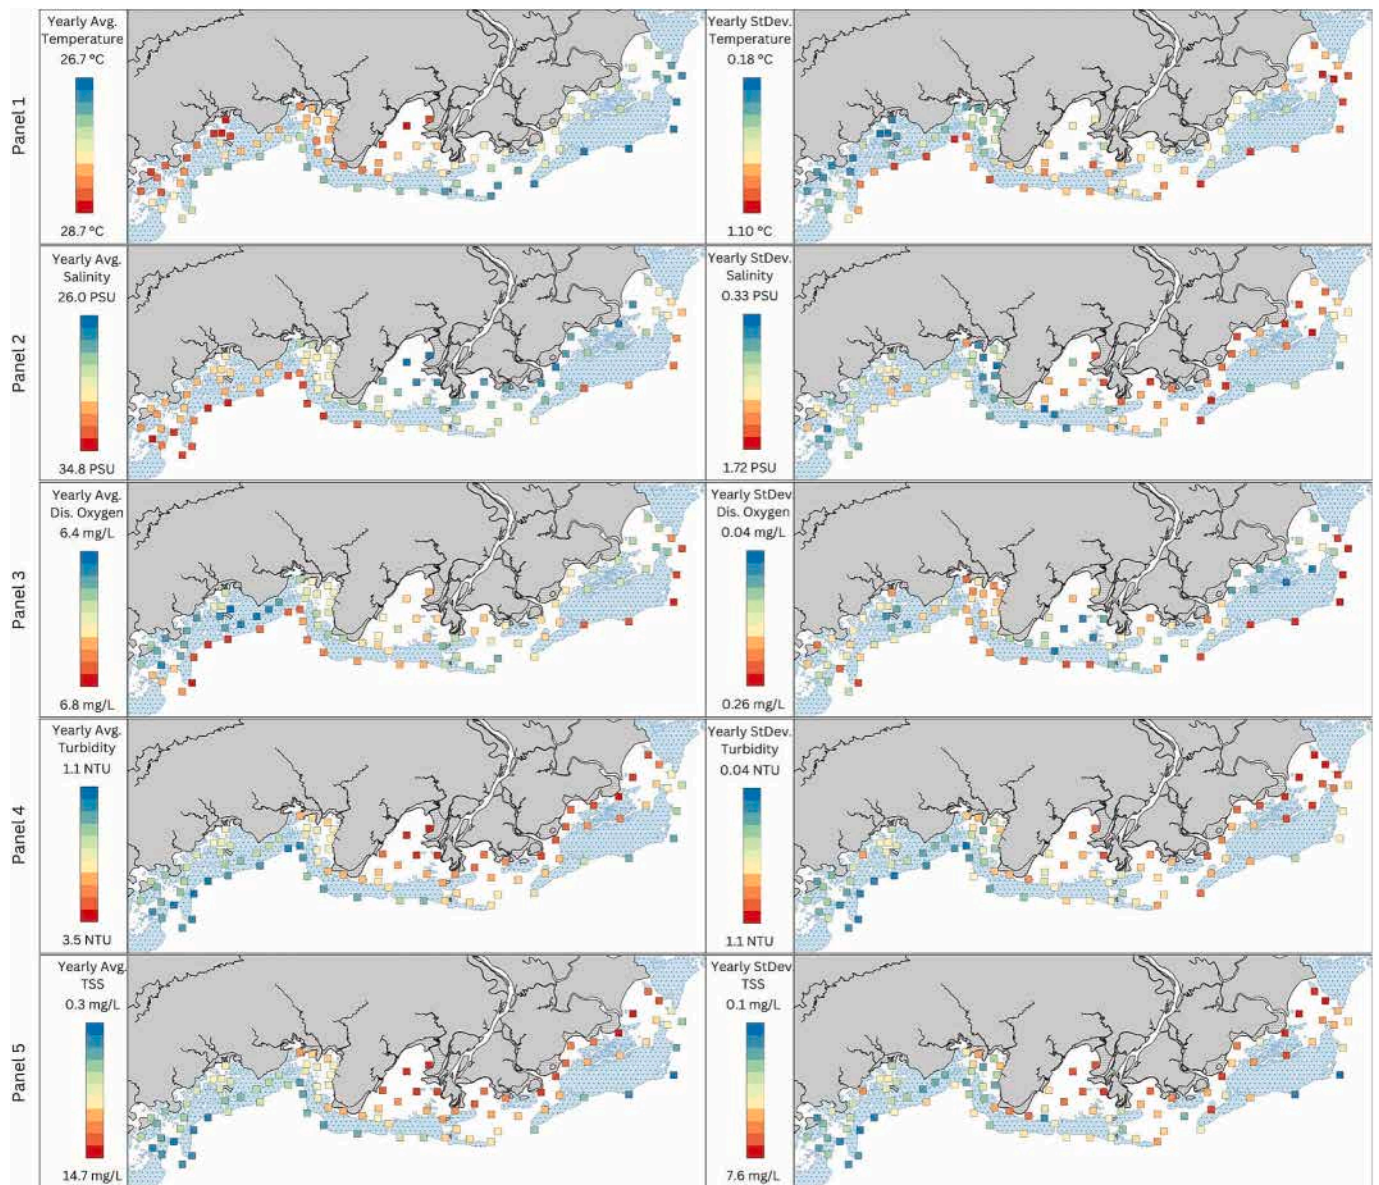 Panel 1
Yearly Avg.
Temperature
26.7 °C
28.7 °C
Yearly StDev.
Temperature
0.18 °C
1.10 °C
Panel 2
Yearly Avg.
Salinity
26.0 PSU
34.8 PSU
Yearly StDev.
Salinity
0.33 PSU
1.72 PSU
Panel 3
Yearly Avg.
Dis. Oxygen
6.4 mg/L
6.8 mg/L
Yearly StDev.
Dis. Oxygen
0.04 mg/L
0.26 mg/L
Panel 4
Yearly Avg.
Turbidity
1.1 NTU
3.5 NTU
Yearly StDev.
Turbidity
0.04 NTU
1.1 NTU
Panel 5
Yearly Avg.
TSS
0.3 mg/L
14.7 mg/L
Yearly StDev.
TSS
0.1 mg/L
7.6 mg/L